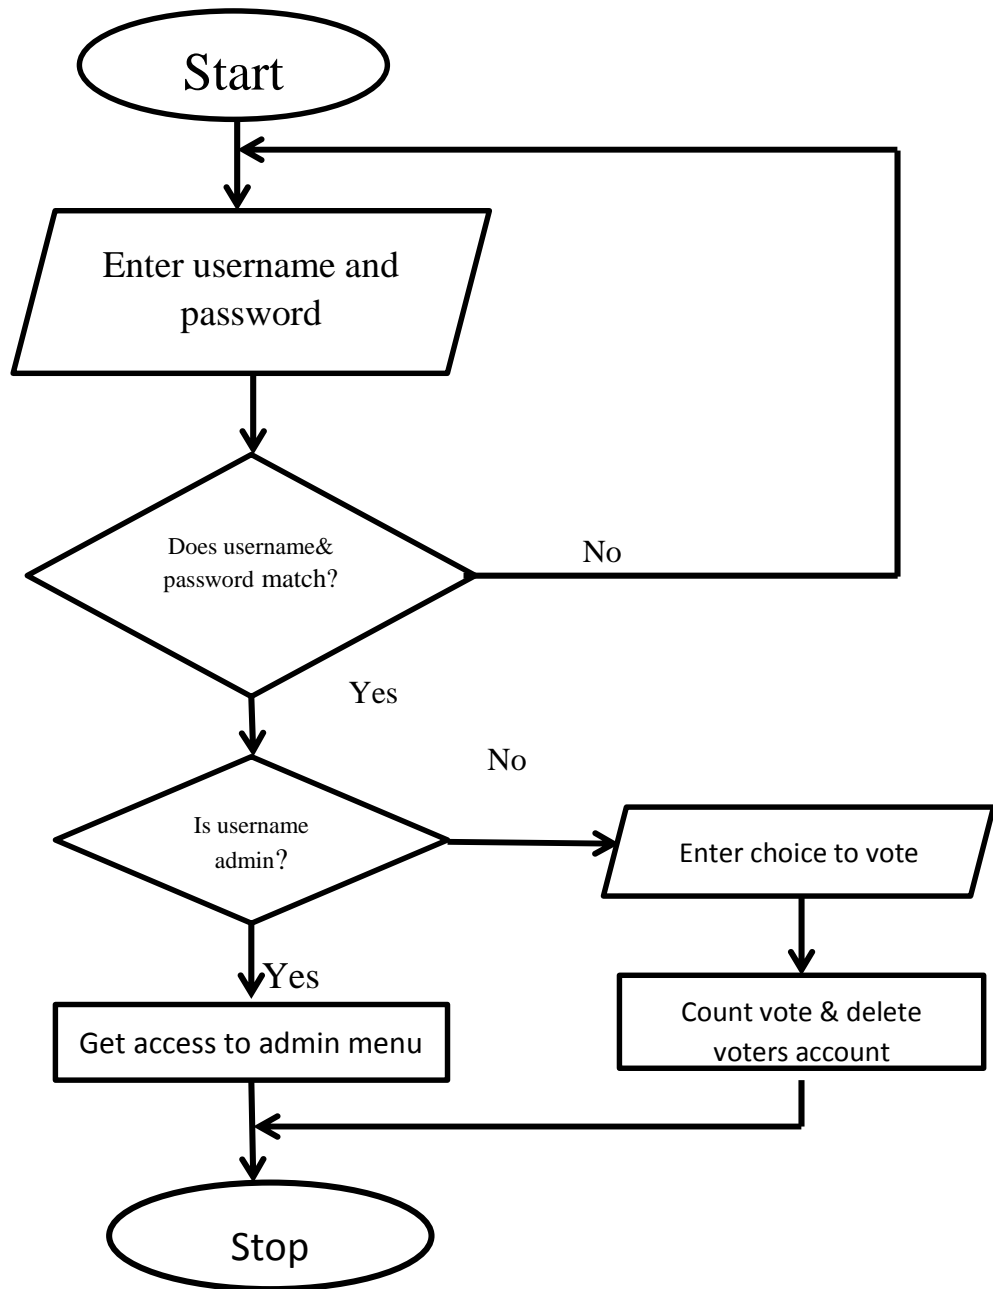 Start
Enter username and
password
Does username&
password match?
No
Yes
No
Is username
admin?
Enter choice to vote
Yes
Get access to admin menu
Count vote & delete
voters account
Stop